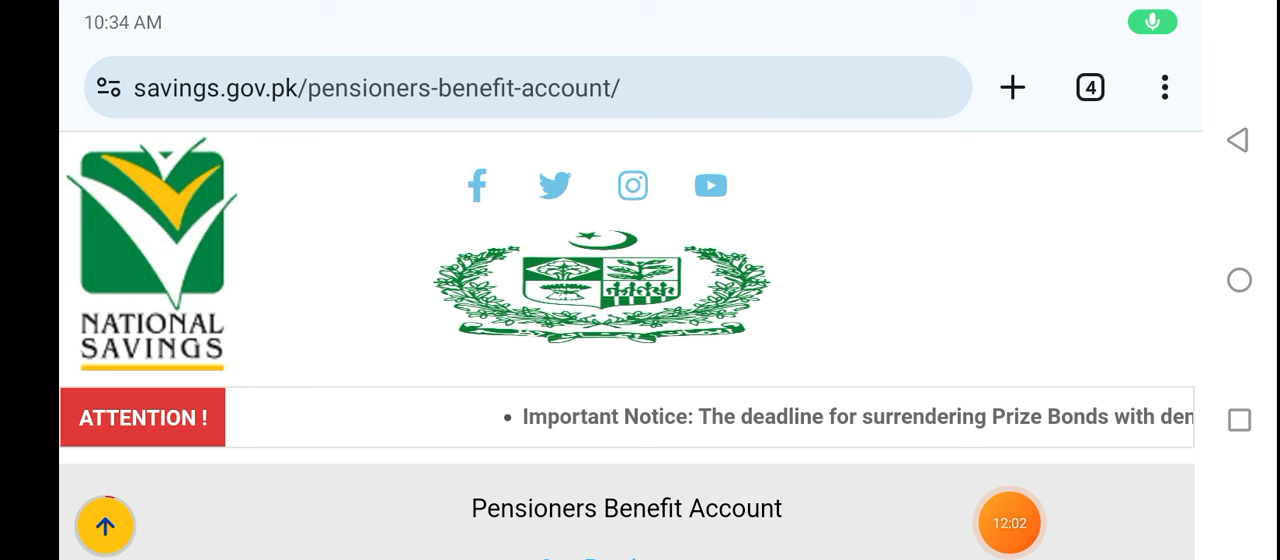 10:34 AM
savings.gov.pk/pensioners-benefit-account/
4
NATIONAL
SAVINGS
ATTENTION !
• Important Notice: The deadline for surrendering Prize Bonds with den
Pensioners Benefit Account
12:02